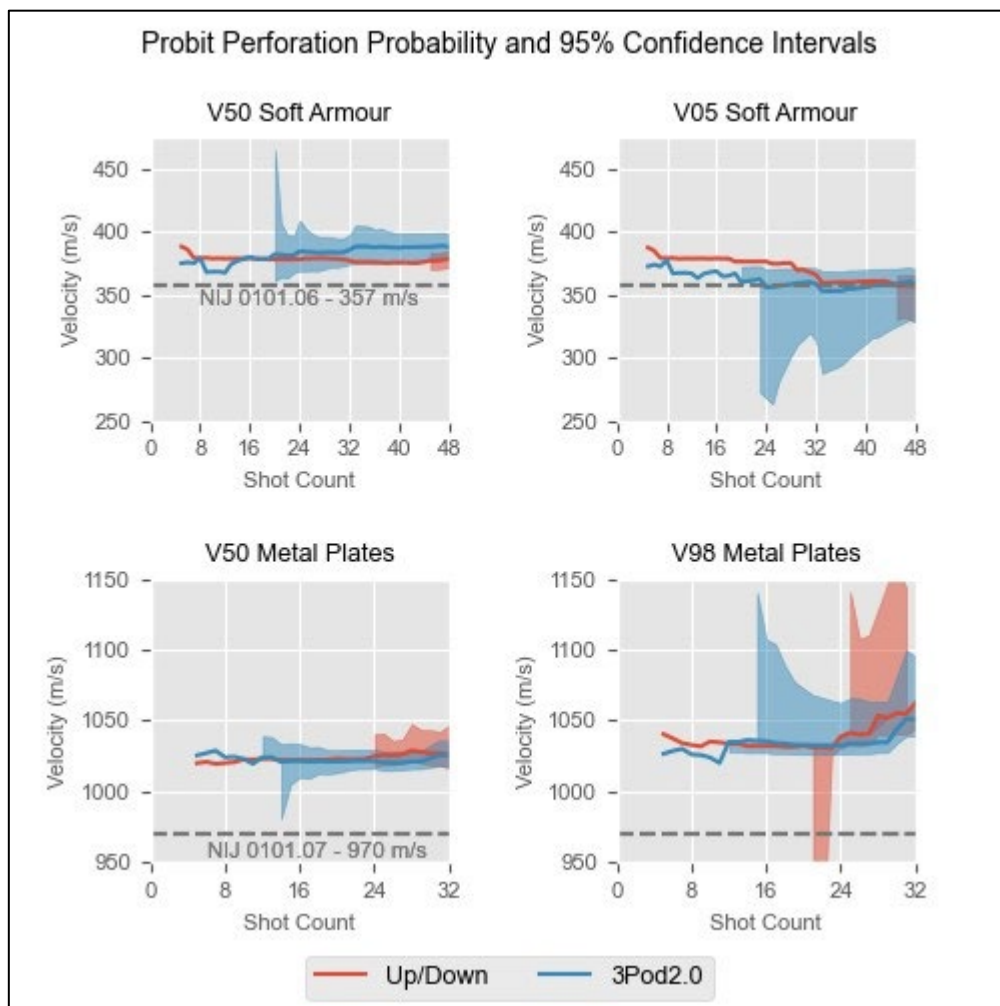 Probit Perforation Probability and 95% Confidence Intervals
V50 Soft Armour
Velocity (m/s)
450
400
350
300
250
NIJ 0101.06 - 357 m/s
0 8 16 24 32 40 48
Shot Count
V05 Soft Armour
Velocity (m/s)
450
400
350
300
250
0 8 16 24 32 40 48
Shot Count
V50 Metal Plates
Velocity (m/s)
1150
1100
1050
1000
950
NIJ 0101.07 - 970 m/s
0 8 16 24 32
Shot Count
V98 Metal Plates
Velocity (m/s)
1150
1100
1050
1000
950
0 8 16 24 32
Shot Count
Up/Down 3Pod2.0